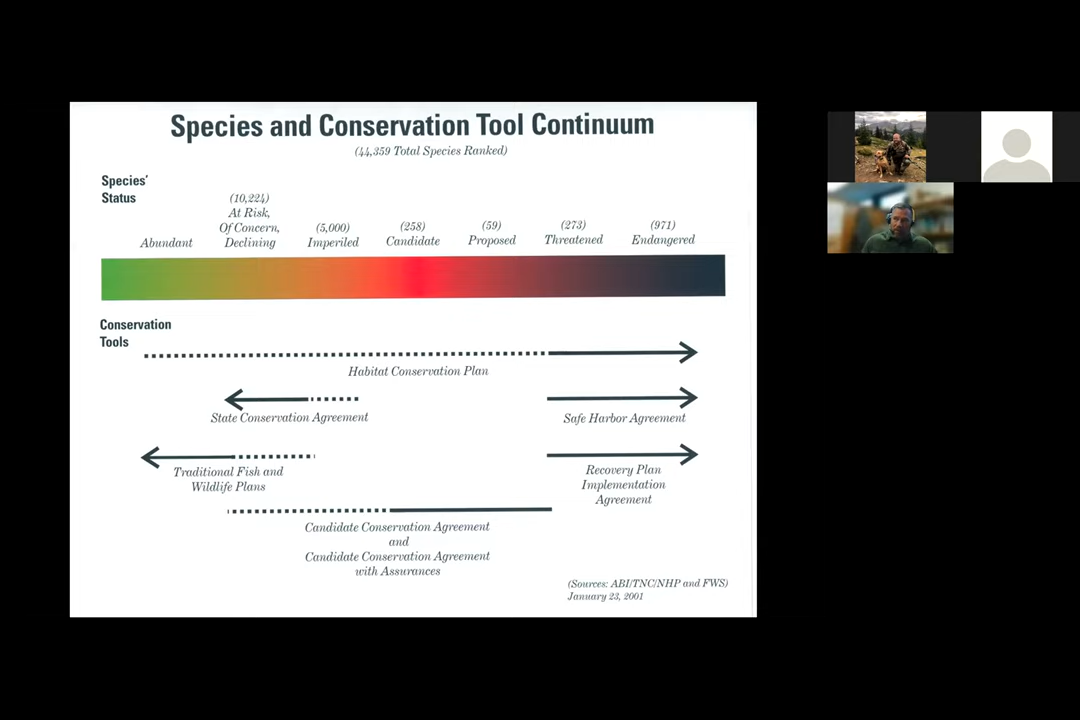 Species and Conservation Tool Continuum
(44,359 Total Species Ranked)
Species'
Status
Abundant
(10,224)
At Risk,
Of Concern,
Declining
(5,000)
Imperiled
(258)
Candidate
(59)
Proposed
(273)
Threatened
(971)
Endangered
Conservation
Tools
Habitat Conservation Plan
State Conservation Agreement
Safe Harbor Agreement
Traditional Fish and
Wildlife Plans
Recovery Plan
Implementation
Agreement
Candidate Conservation Agreement
and
Candidate Conservation Agreement
with Assurances
(Sources: ABI/TNC/NHP and FWS)
January 23, 2001